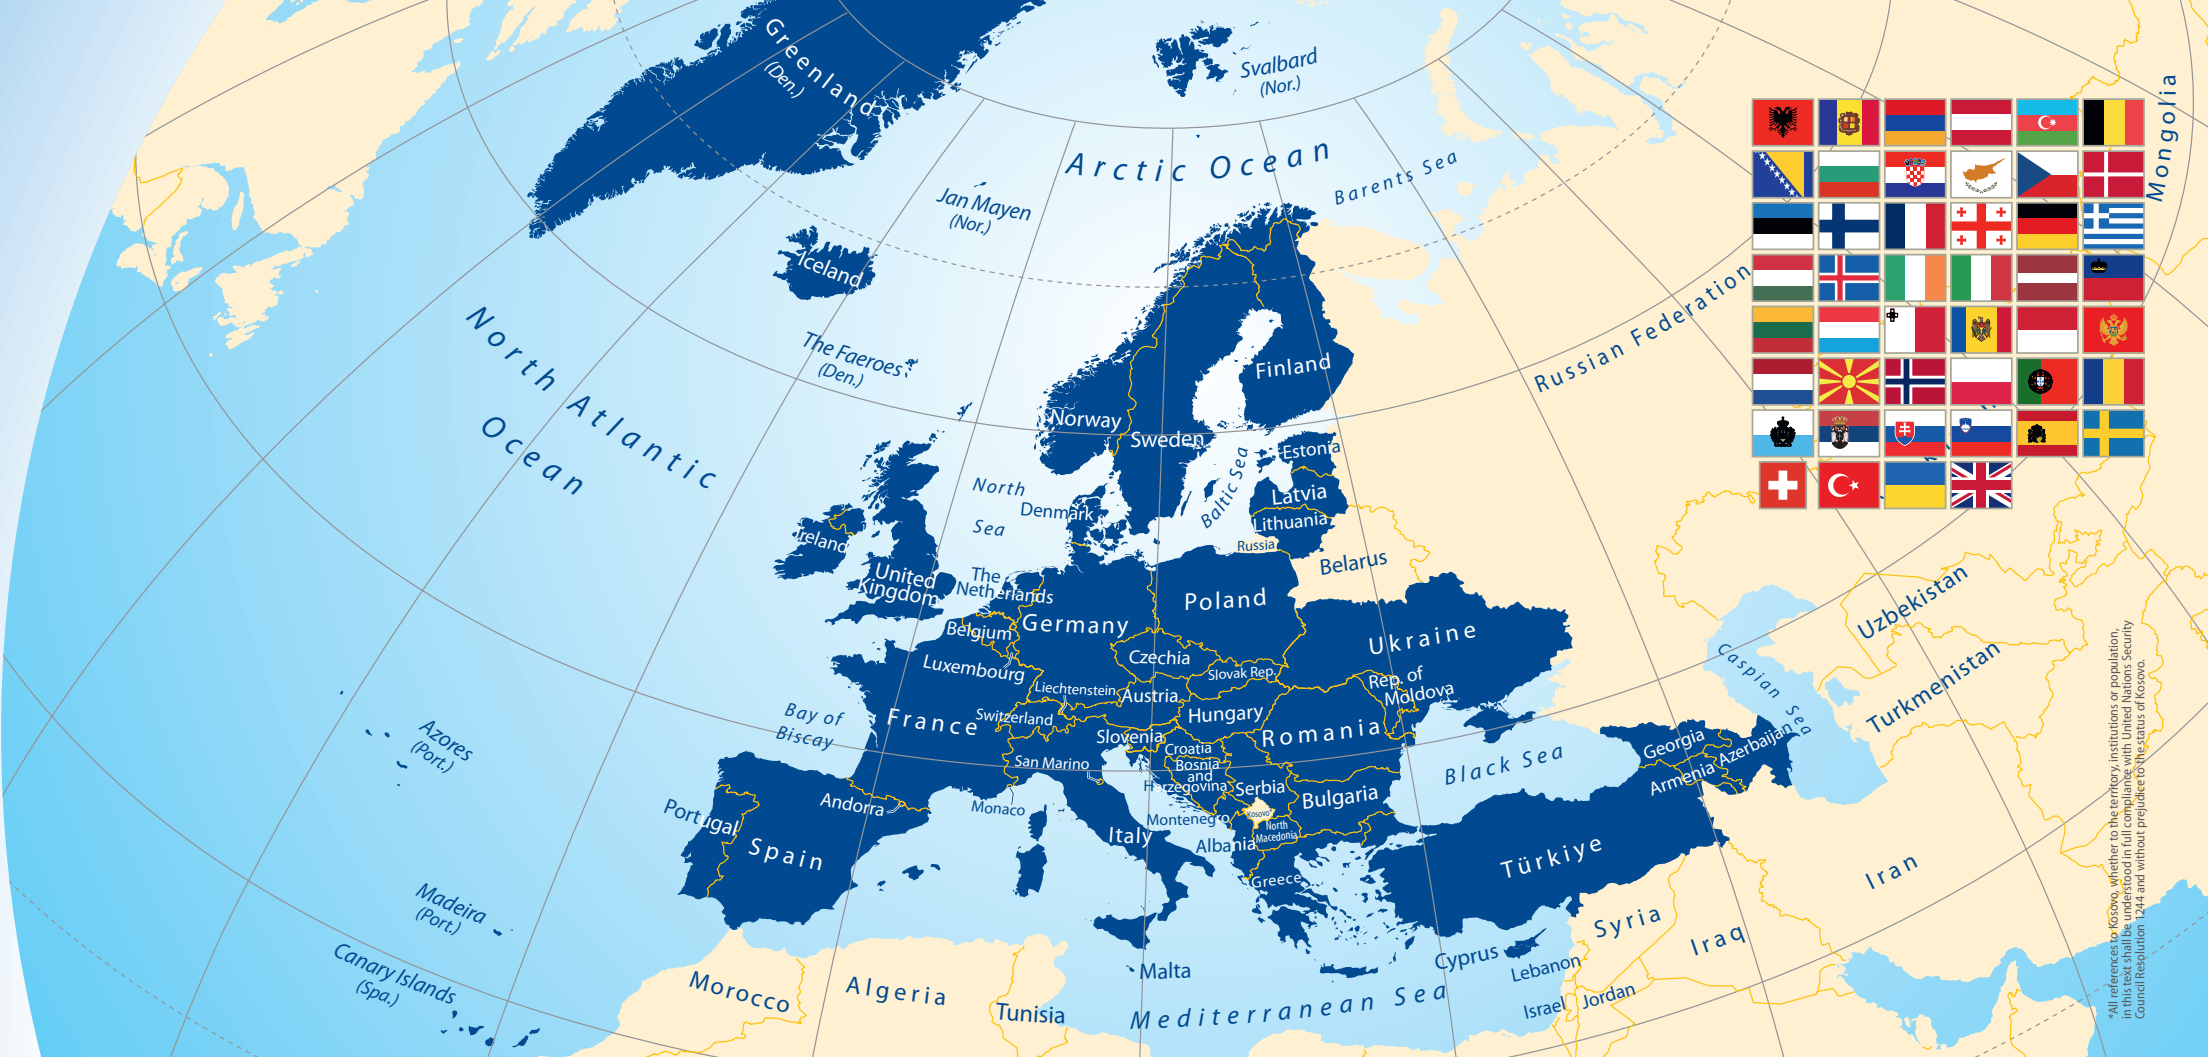 Greenland
(Den.)
Svalbard
(Nor.)
Mongolia
Arctic Ocean
Barents Sea
Jan Mayen
(Nor.)
Iceland
Russian Federation
The Faeroes
(Den.)
North Atlantic
Ocean
Finland
Norway
Sweden
Estonia
Baltic Sea
Latvia
Lithuania
Russia
Belarus
North
Sea
Denmark
Ireland
United
Kingdom
The
Netherlands
Poland
Germany
Belgium
Ukraine
Czechia
Luxembourg
Slovak Rep.
Rep. of
Moldova
Liechtenstein
Austria
Hungary
France
Switzerland
Romania
Slovenia
Croatia
Bay of
Biscay
San Marino
Bosnia
and
Herzegovina
Serbia
Bulgaria
Black Sea
Georgia
Armenia
Azerbaijan
Caspian Sea
Uzbekistan
Turkmenistan
Azores
(Port.)
Andorra
Monaco
Portugal
Spain
Italy
Montenegro
Kosovo*
North
Macedonia
Albania
Greece
Türkiye
Iran
Syria
Iraq
Madeira
(Port.)
Canary Islands
(Spa.)
Morocco
Algeria
Tunisia
Malta
Mediterranean Sea
Cyprus
Lebanon
Israel
Jordan
*All references to Kosovo, whether to the territory, institutions or population,
in this text shall be understood in full compliance with United Nations Security
Council Resolution 1244 and without prejudice to the status of Kosovo.